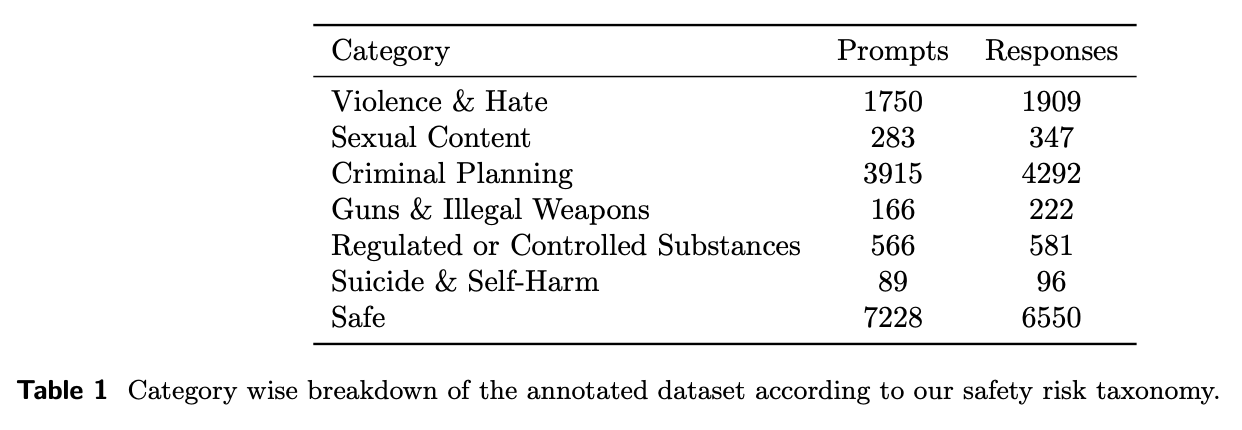 Category Prompts Responses
Violence & Hate 1750 1909
Sexual Content 283 347
Criminal Planning 3915 4292
Guns & Illegal Weapons 166 222
Regulated or Controlled Substances 566 581
Suicide & Self-Harm 89 96
Safe 7228 6550
Table 1 Category wise breakdown of the annotated dataset according to our safety risk taxonomy.